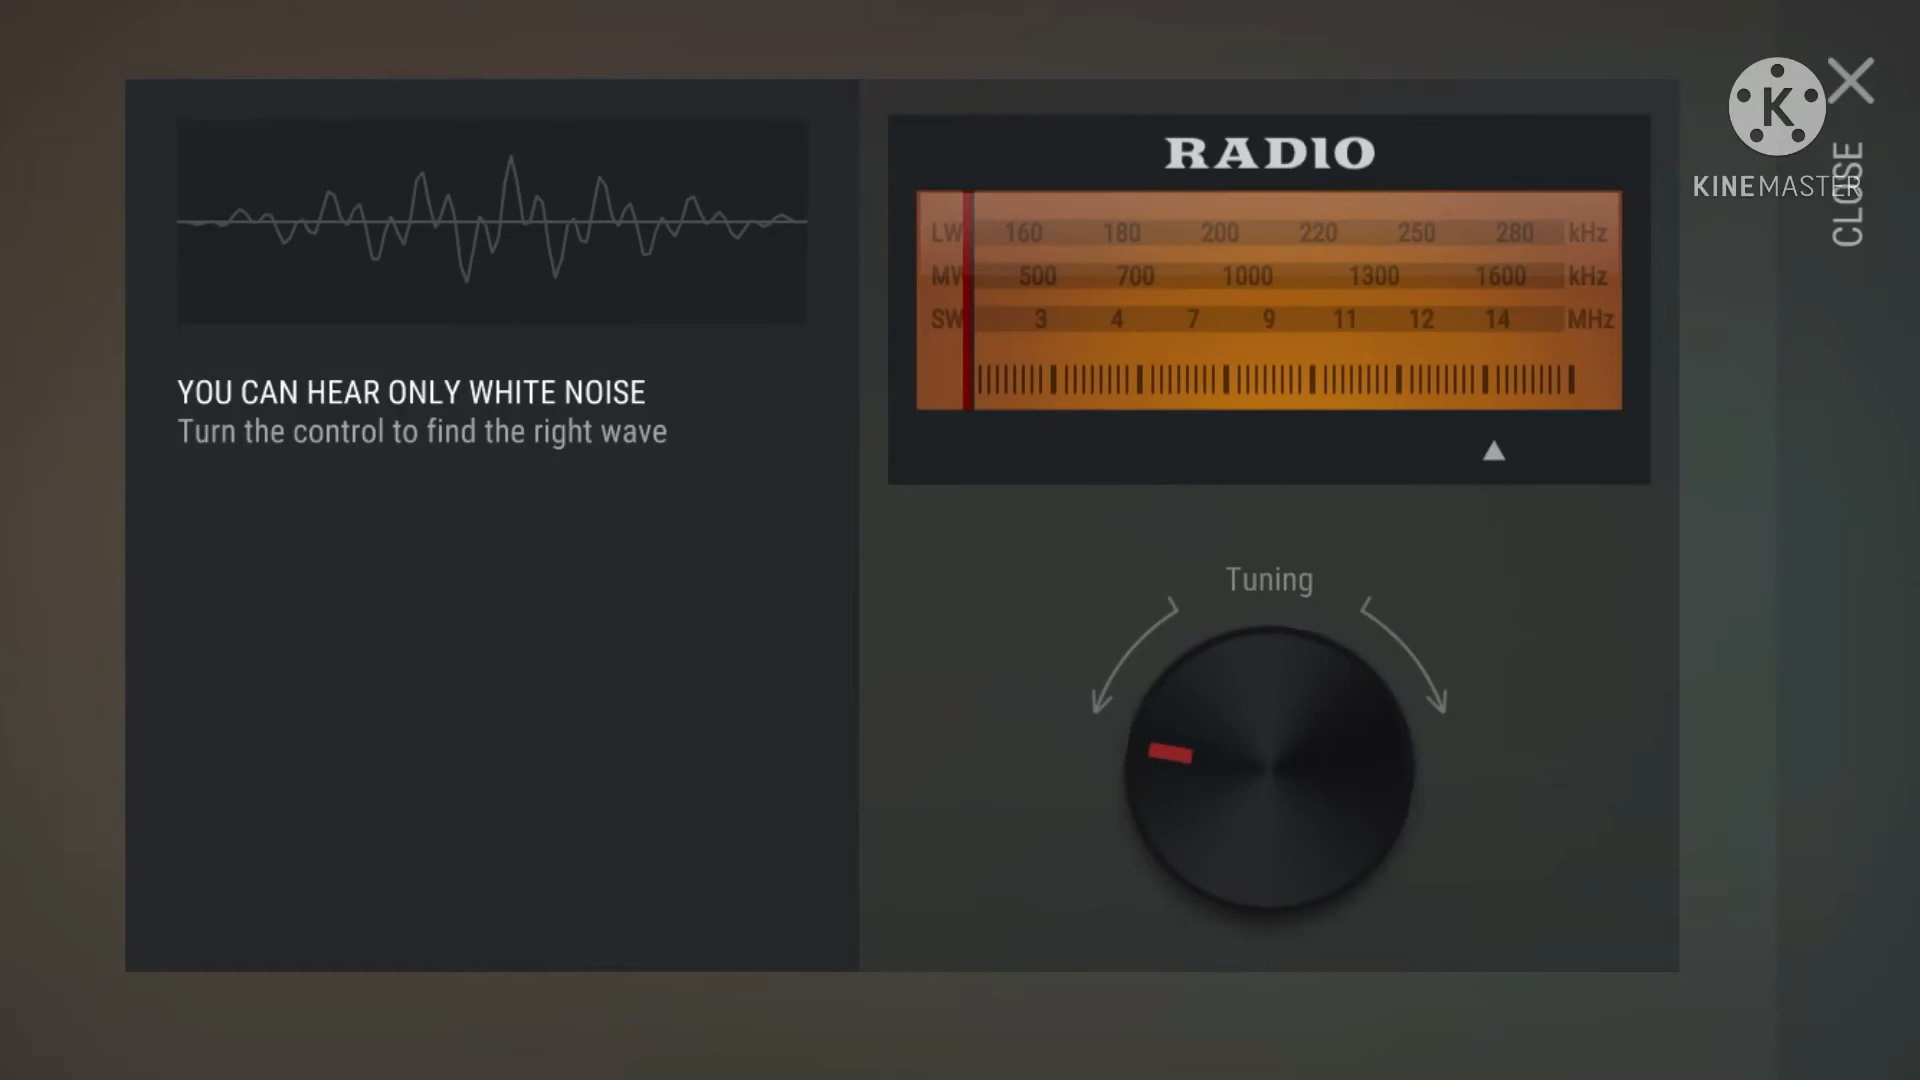 YOU CAN HEAR ONLY WHITE NOISE
Turn the control to find the right wave
RADIO
LW 160 180 200 220 250 280 kHz
MW 500 700 1000 1300 1600 kHz
SW 3 4 7 9 11 12 14 MHz
Tuning
K
KINEMASTER
CLOSE